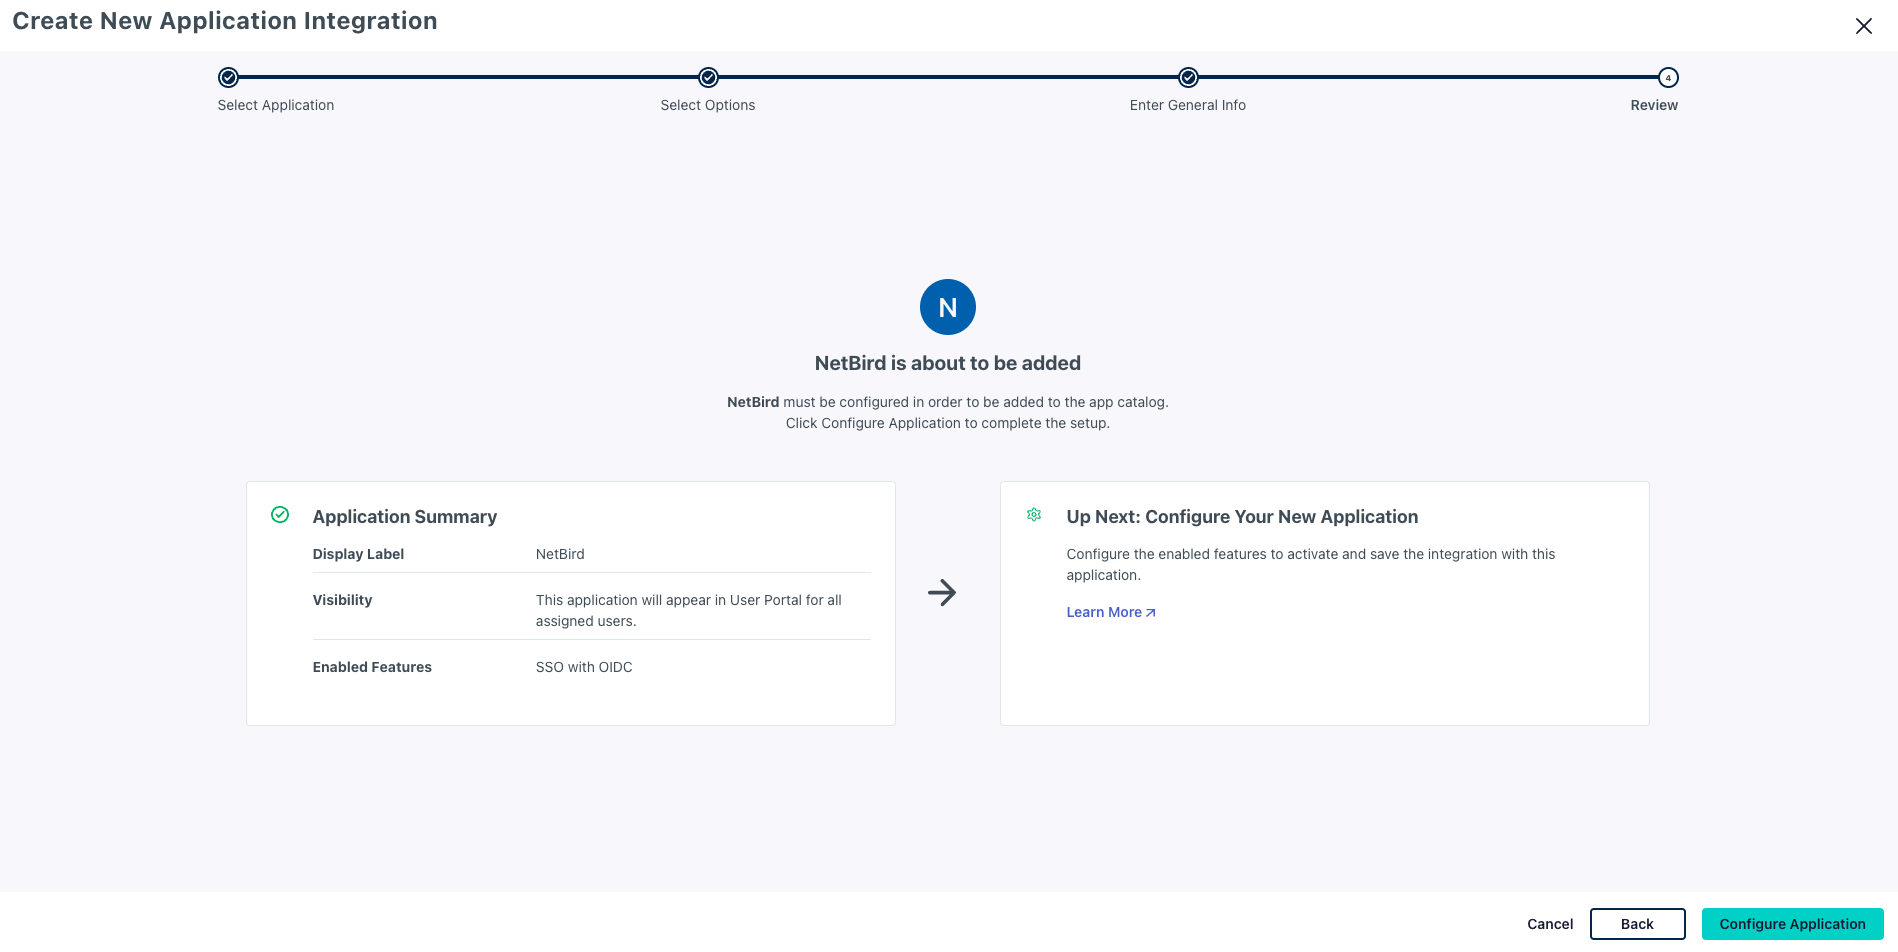 Create New Application Integration
4
Select Application
Select Options
Enter General Info
Review
N
NetBird is about to be added
NetBird must be configured in order to be added to the app catalog.
Click Configure Application to complete the setup.
Application Summary
Display Label NetBird
Visibility This application will appear in User Portal for all
assigned users.
Enabled Features SSO with OIDC
Up Next: Configure Your New Application
Configure the enabled features to activate and save the integration with this
application.
Learn More
Cancel
Back
Configure Application